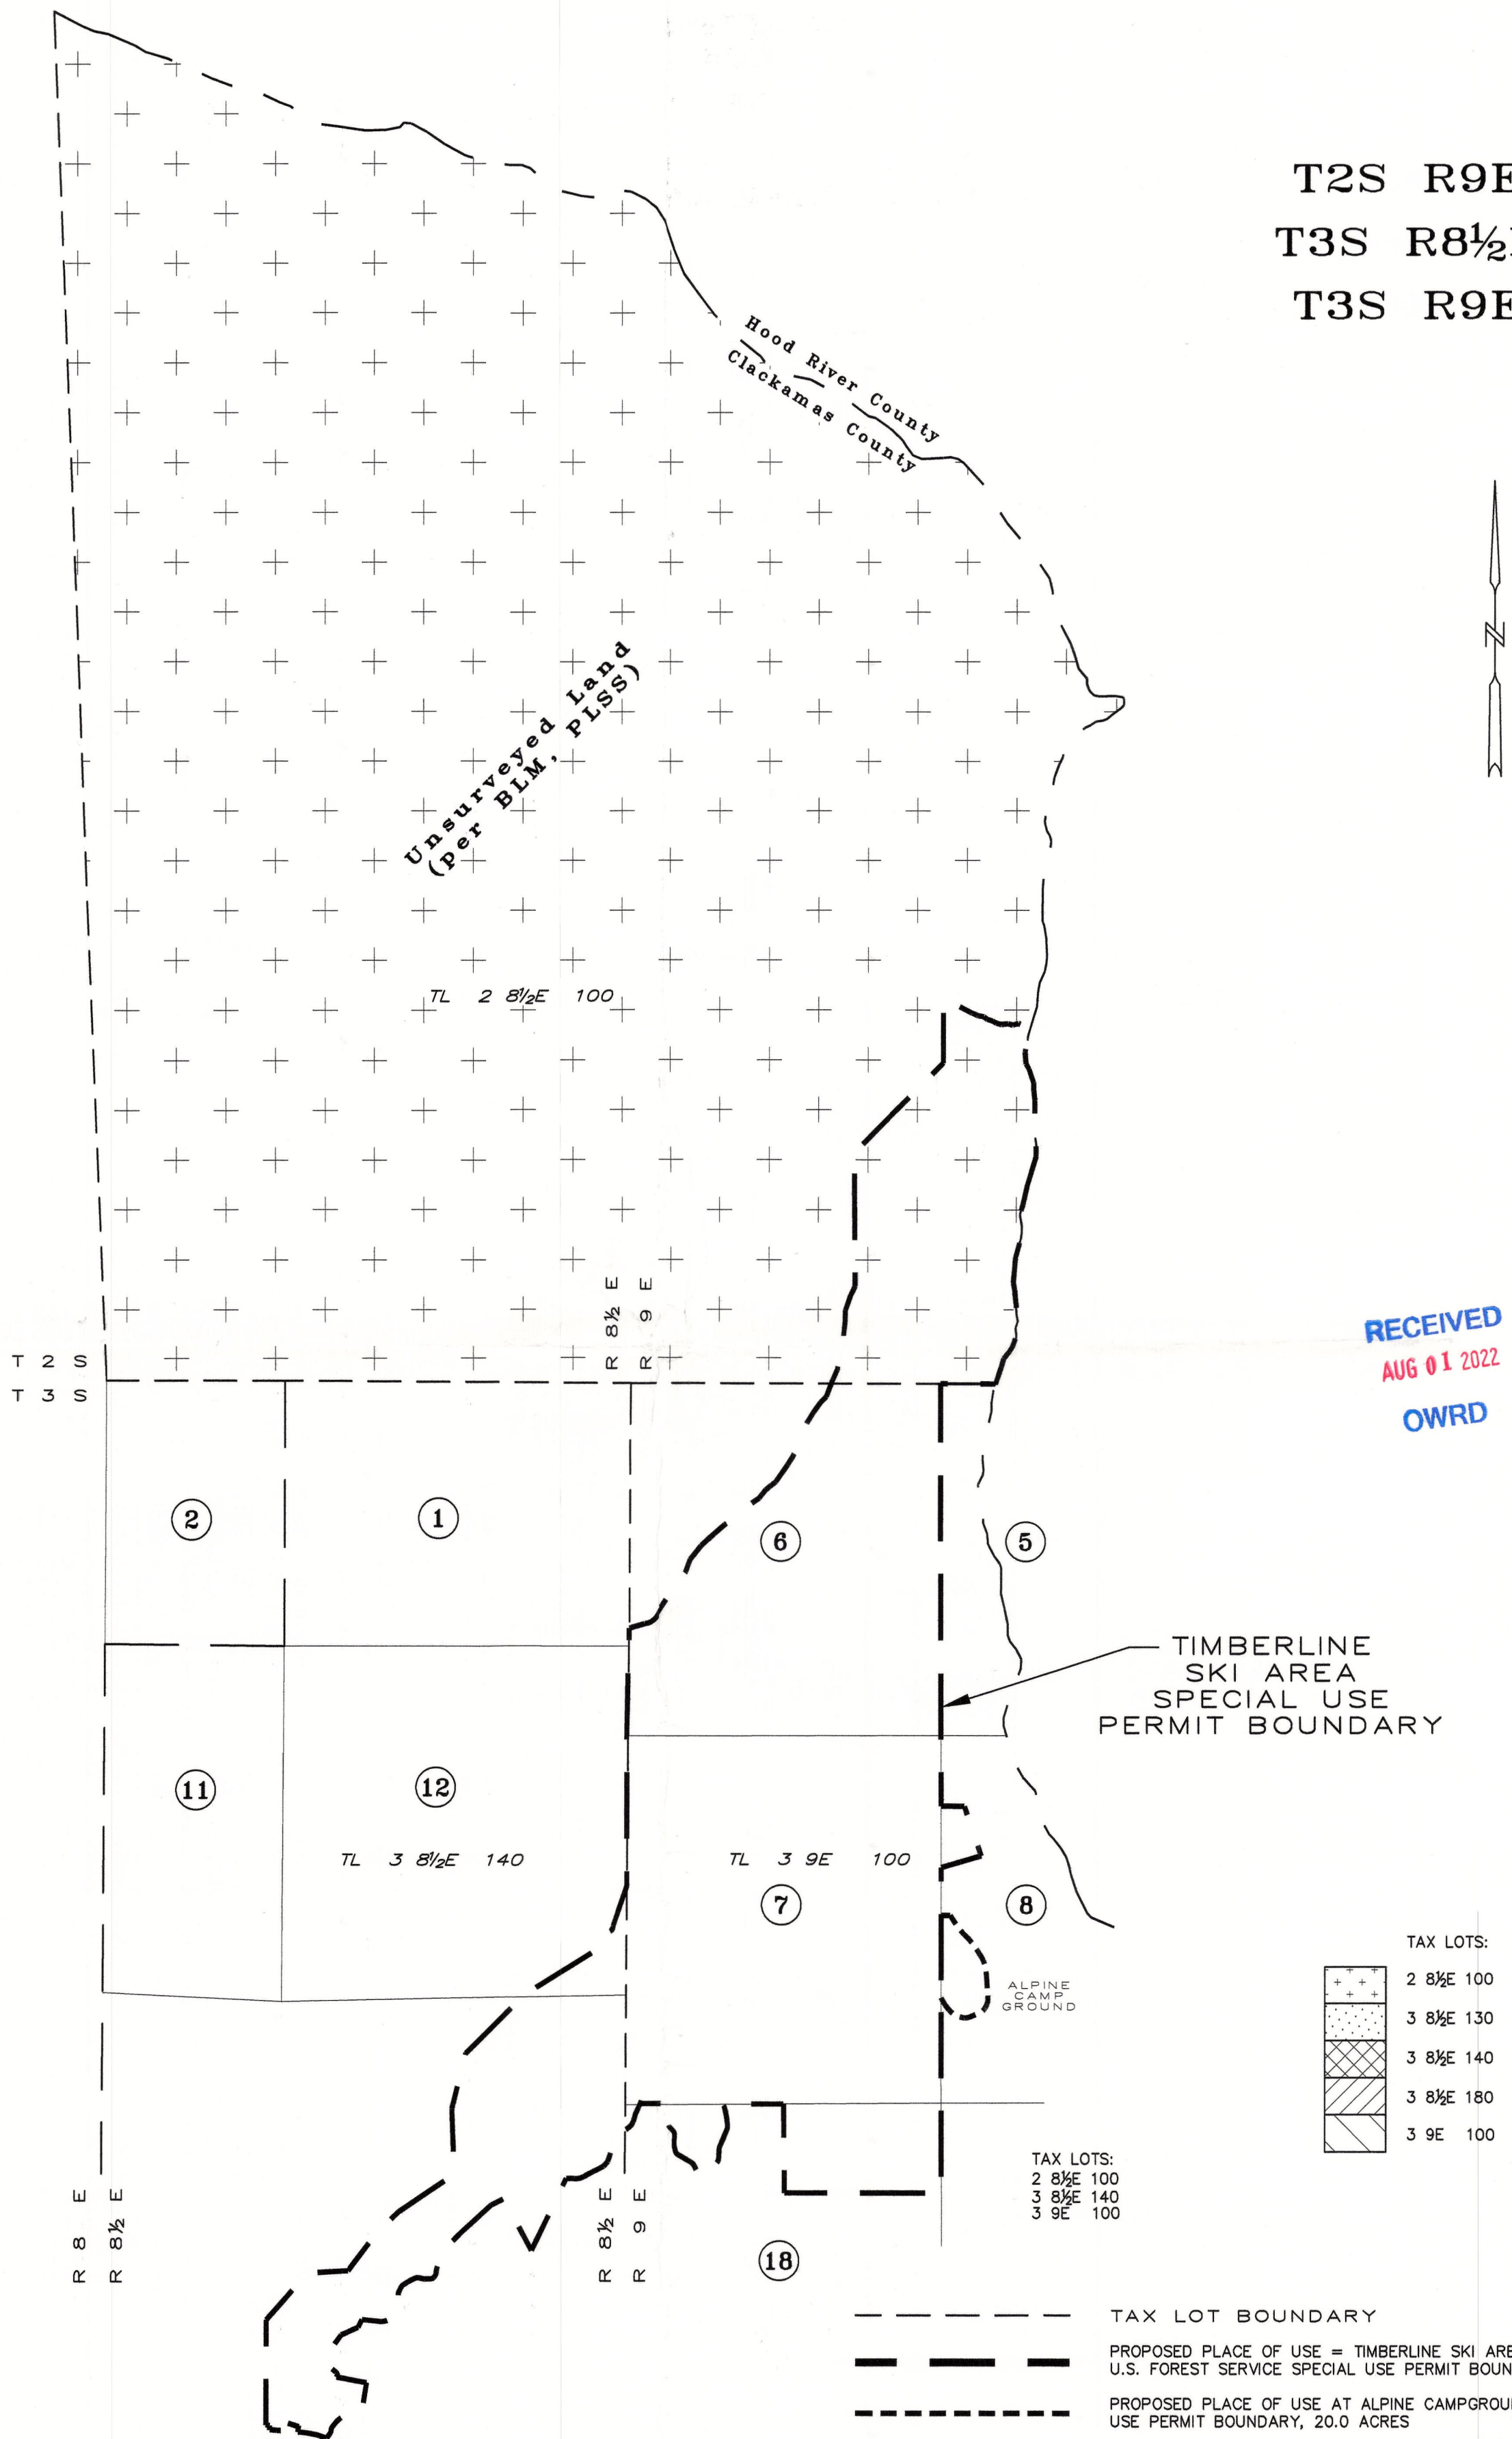 T2S R9E
T3S R8½
T3S R9E
Hood River County
Clackamas County
N
Unsurveyed Land
(per BLM, PLSS)
TL 2 8½E 100
R 8½ E
R 9 E
T 2 S
T 3 S
RECEIVED
AUG 01 2022
OWRD
2
1
6
5
TIMBERLINE
SKI AREA
SPECIAL USE
PERMIT BOUNDARY
11
12
TL 3 8½E 140
TL 3 9E 100
7
8
ALPINE
CAMP
GROUND
TAX LOTS:
2 8½E 100
3 8½E 130
3 8½E 140
3 8½E 180
3 9E 100
TAX LOTS:
2 8½E 100
3 8½E 140
3 9E 100
R 8 E
R 8½ E
R 8½ E
R 9 E
18
TAX LOT BOUNDARY
PROPOSED PLACE OF USE = TIMBERLINE SKI ARE
U.S. FOREST SERVICE SPECIAL USE PERMIT BOUN
PROPOSED PLACE OF USE AT ALPINE CAMPGROU
USE PERMIT BOUNDARY, 20.0 ACRES